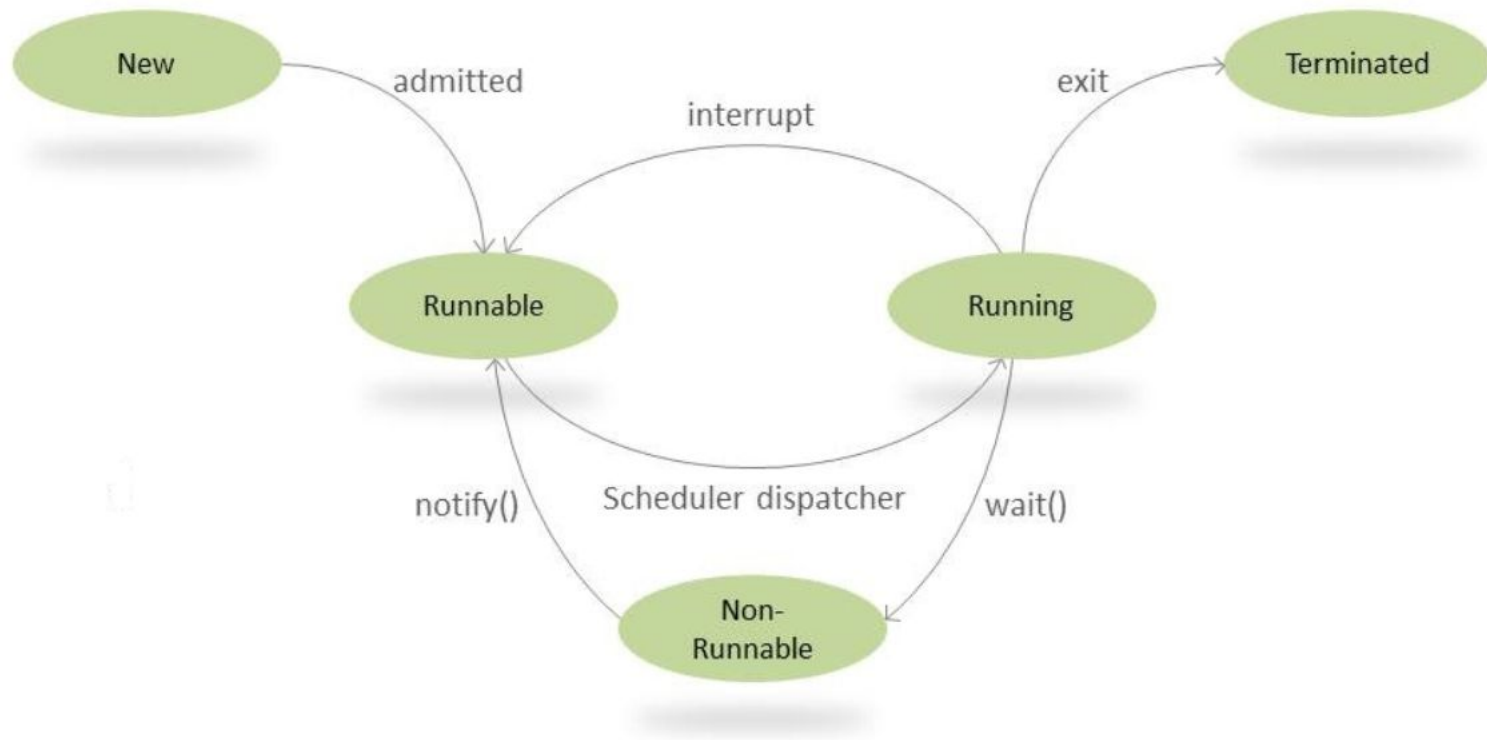 New
admitted
interrupt
exit
Terminated
Runnable
Running
notify()
Scheduler dispatcher
wait()
Non-
Runnable